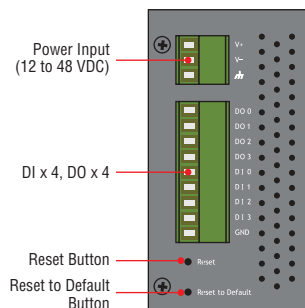 Power Input
(12 to 48 VDC)
V+
V-
DO 0
DO 1
DO 2
DO 3
DI x 4, DO x 4
DI 0
DI 1
DI 2
DI 3
GND
Reset Button
Reset
Reset to Default
Button
Reset to Default